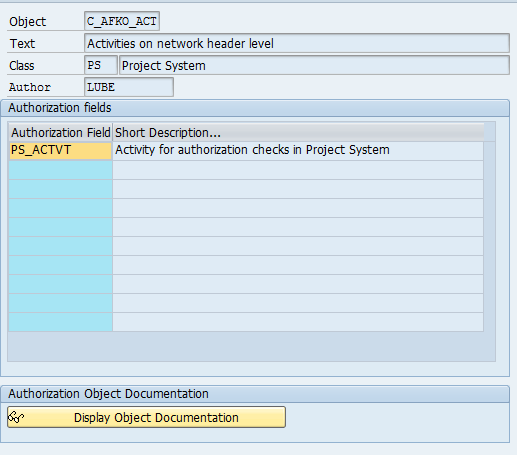 Object C_AFKO_ACT
Text Activities on network header level
Class PS Project System
Author LUBE
Authorization fields
Authorization Field Short Description...
PS_ACTVT Activity for authorization checks in Project System
Authorization Object Documentation
Display Object Documentation